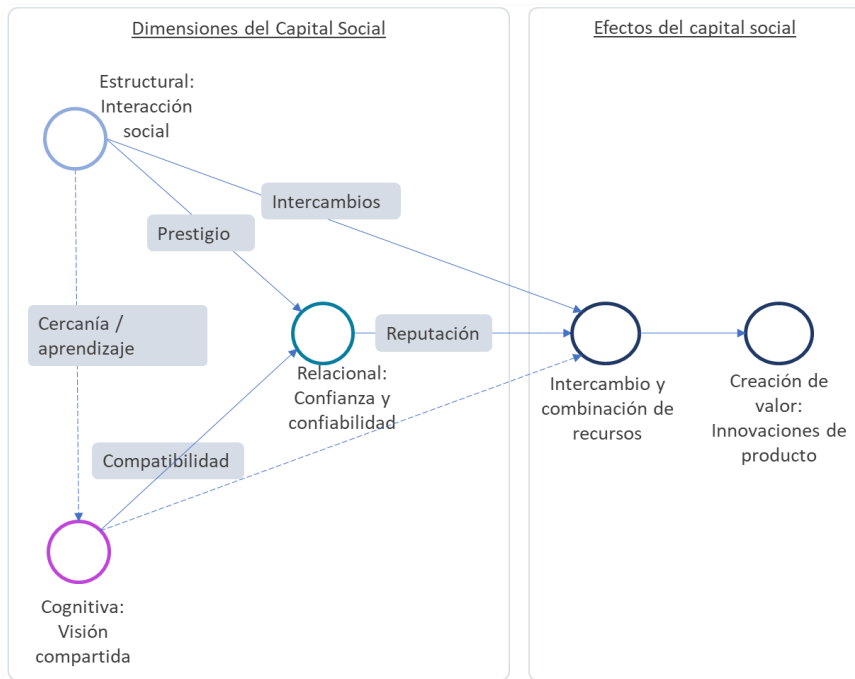 Dimensiones del Capital Social
Efectos del capital social
Estructural:
Interacción
social
Intercambios
Prestigio
Cercanía /
aprendizaje
Reputación
Relacional:
Confianza y
confiabilidad
Intercambio y
combinación de
recursos
Creación de
valor:
Innovaciones de
producto
Compatibilidad
Cognitiva:
Visión
compartida